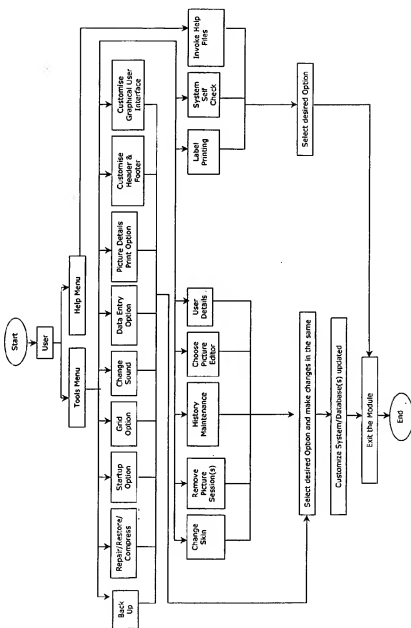 Start
User
Tools Menu
Help Menu
Back
Up
Repair/Restore/
Compress
Startup
Option
Grid
Option
Change
Sound
Data Entry
Option
Picture Details
Print Option
Customise
Header &
Footer
Customise
Graphical User
Interface
Change
Skin
Remove
Picture
Session(s)
History
Maintenance
Choose
Picture
Editor
User
Details
Label
Printing
System
Self
Check
Invoke Help
Files
Select desired Option and make changes in the same
Select desired Option
Customize System/Database(s) updated
Exit the Module
End